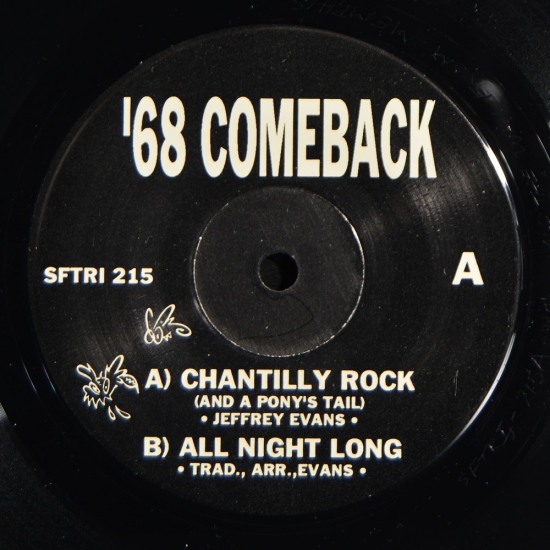 '68 COMEBACK
SFTRI 215
A
A) CHANTILLY ROCK
(AND A PONY'S TAIL)
• JEFFREY EVANS •
B) ALL NIGHT LONG
• TRAD., ARR.,EVANS •